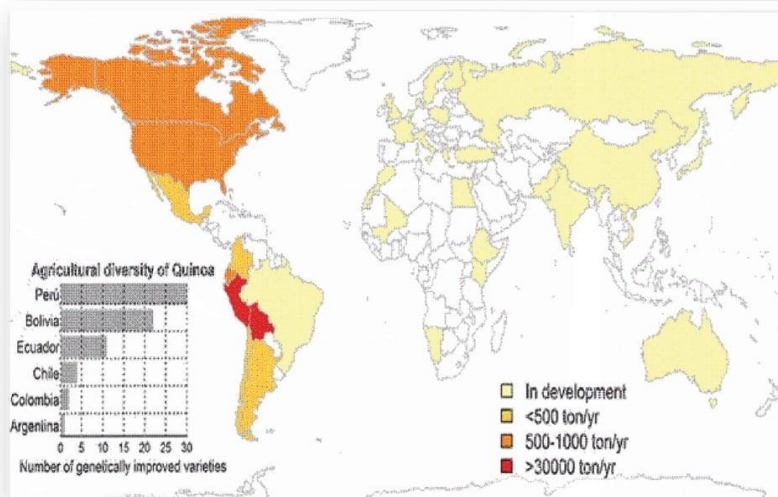 Agricultural diversity of Quinoa
Perú
Bolivia
Ecuador
Chile
Colombia
Argentina
0 5 10 15 20 25 30
Number of genetically improved varieties
In development
<500 ton/yr
500-1000 ton/yr
>30000 ton/yr